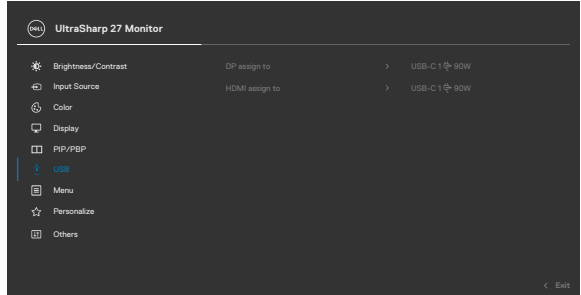 DELL UltraSharp 27 Monitor
Brightness/Contrast DP assign to > USB-C 1 90W
Input Source HDMI assign to > USB-C 1 90W
Color
Display
PIP/PBP
USB
Menu
Personalize
Others
< Exit